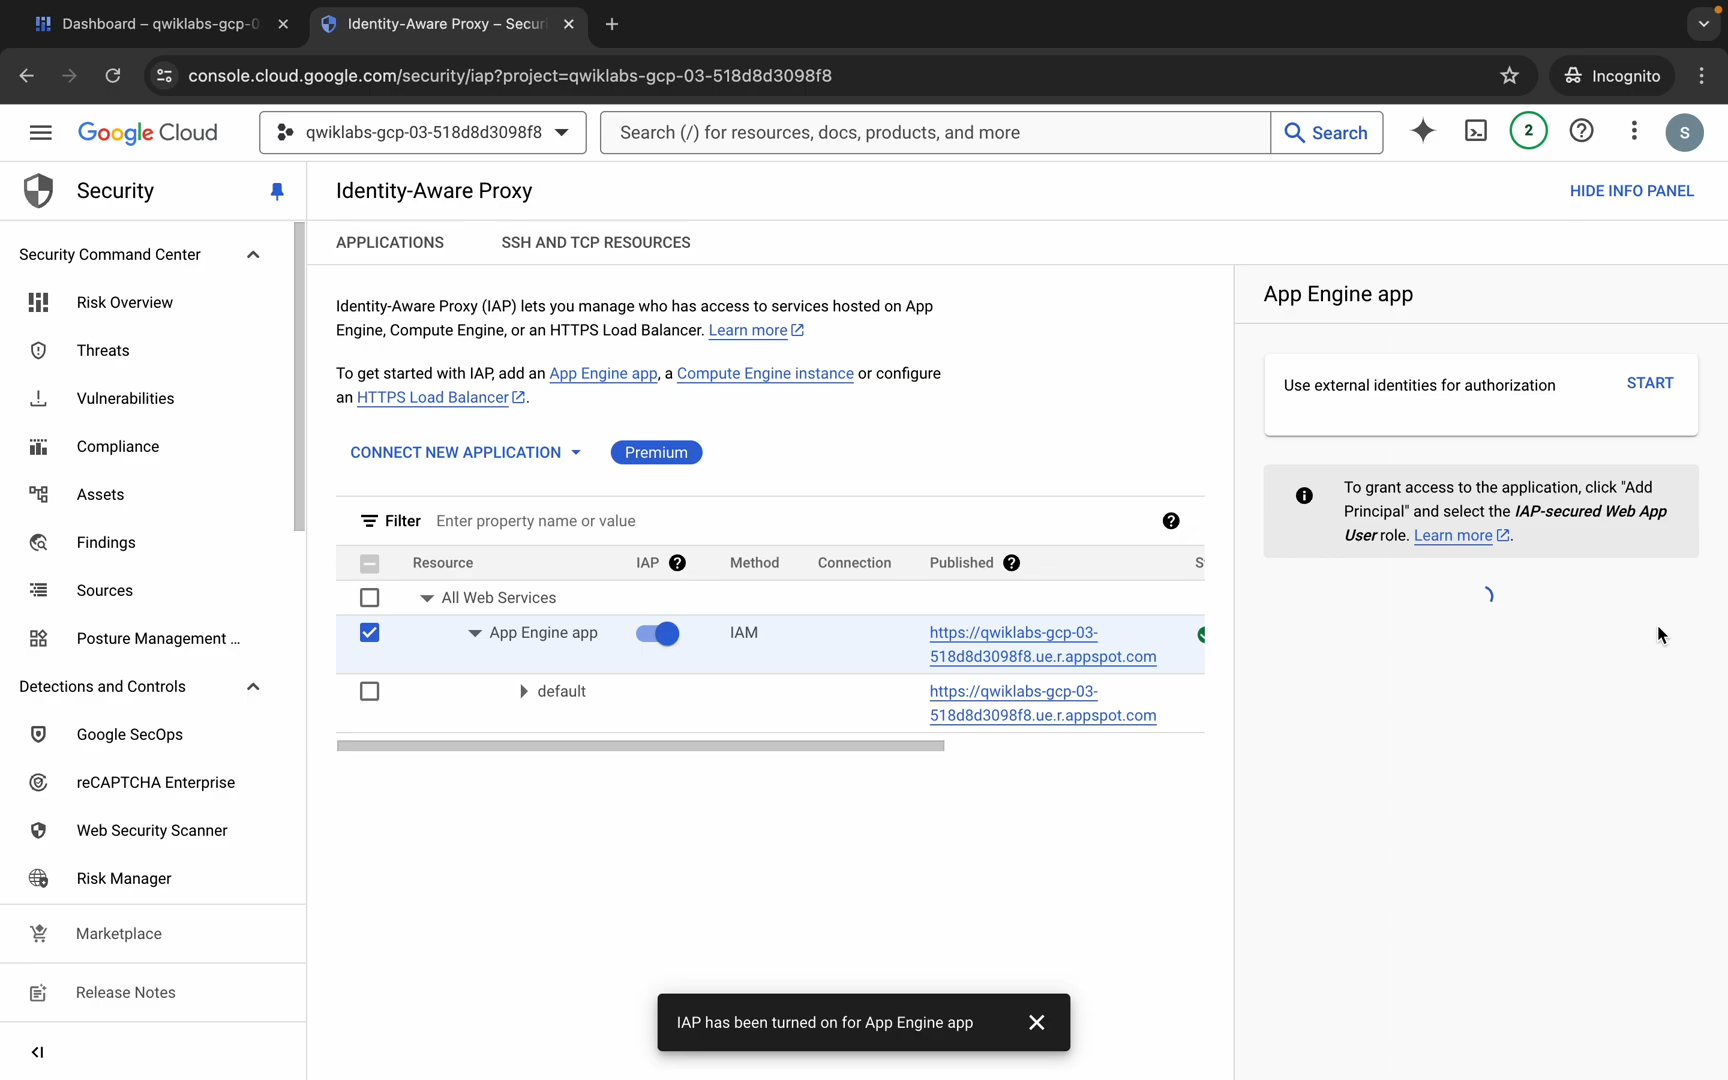 Dashboard – qwiklabs-gcp-0
Identity-Aware Proxy – Secur
console.cloud.google.com/security/iap?project=qwiklabs-gcp-03-518d8d3098f8
Incognito
Google Cloud
qwiklabs-gcp-03-518d8d3098f8
Search (/) for resources, docs, products, and more
Search
2
S
Security
Identity-Aware Proxy
HIDE INFO PANEL
Security Command Center
Risk Overview
Threats
Vulnerabilities
Compliance
Assets
Findings
Sources
Posture Management ...
Detections and Controls
Google SecOps
reCAPTCHA Enterprise
Web Security Scanner
Risk Manager
Marketplace
Release Notes
APPLICATIONS
SSH AND TCP RESOURCES
Identity-Aware Proxy (IAP) lets you manage who has access to services hosted on App
Engine, Compute Engine, or an HTTPS Load Balancer. Learn more
To get started with IAP, add an App Engine app, a Compute Engine instance or configure
an HTTPS Load Balancer.
CONNECT NEW APPLICATION
Premium
Filter Enter property name or value
Resource IAP Method Connection Published S
All Web Services
App Engine app IAM https://qwiklabs-gcp-03-
518d8d3098f8.ue.r.appspot.com
default https://qwiklabs-gcp-03-
518d8d3098f8.ue.r.appspot.com
App Engine app
Use external identities for authorization START
To grant access to the application, click "Add
Principal" and select the IAP-secured Web App
User role. Learn more.
IAP has been turned on for App Engine app